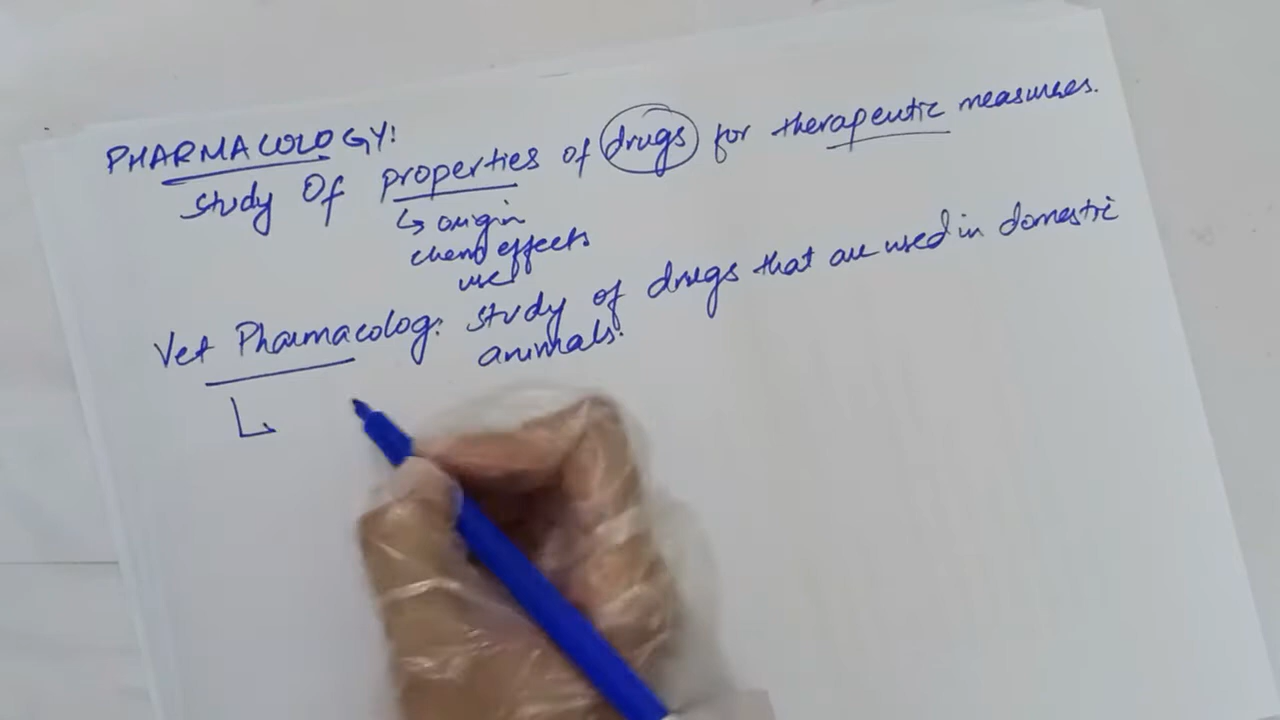 PHARMACOLOGY:
Study Of properties of drugs for therapeutic measures.
↳ origin
chem effects
uses
Vet Pharmacolog: study of drugs that are used in domestic
animals.
↳